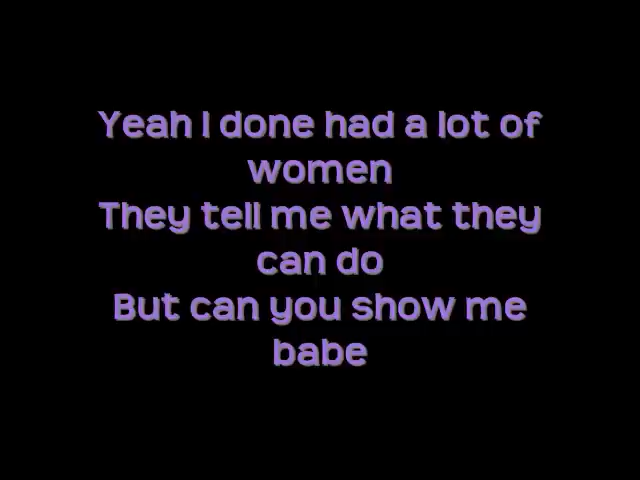 Yeah I done had a lot of
women
They tell me what they
can do
But can you show me
babe